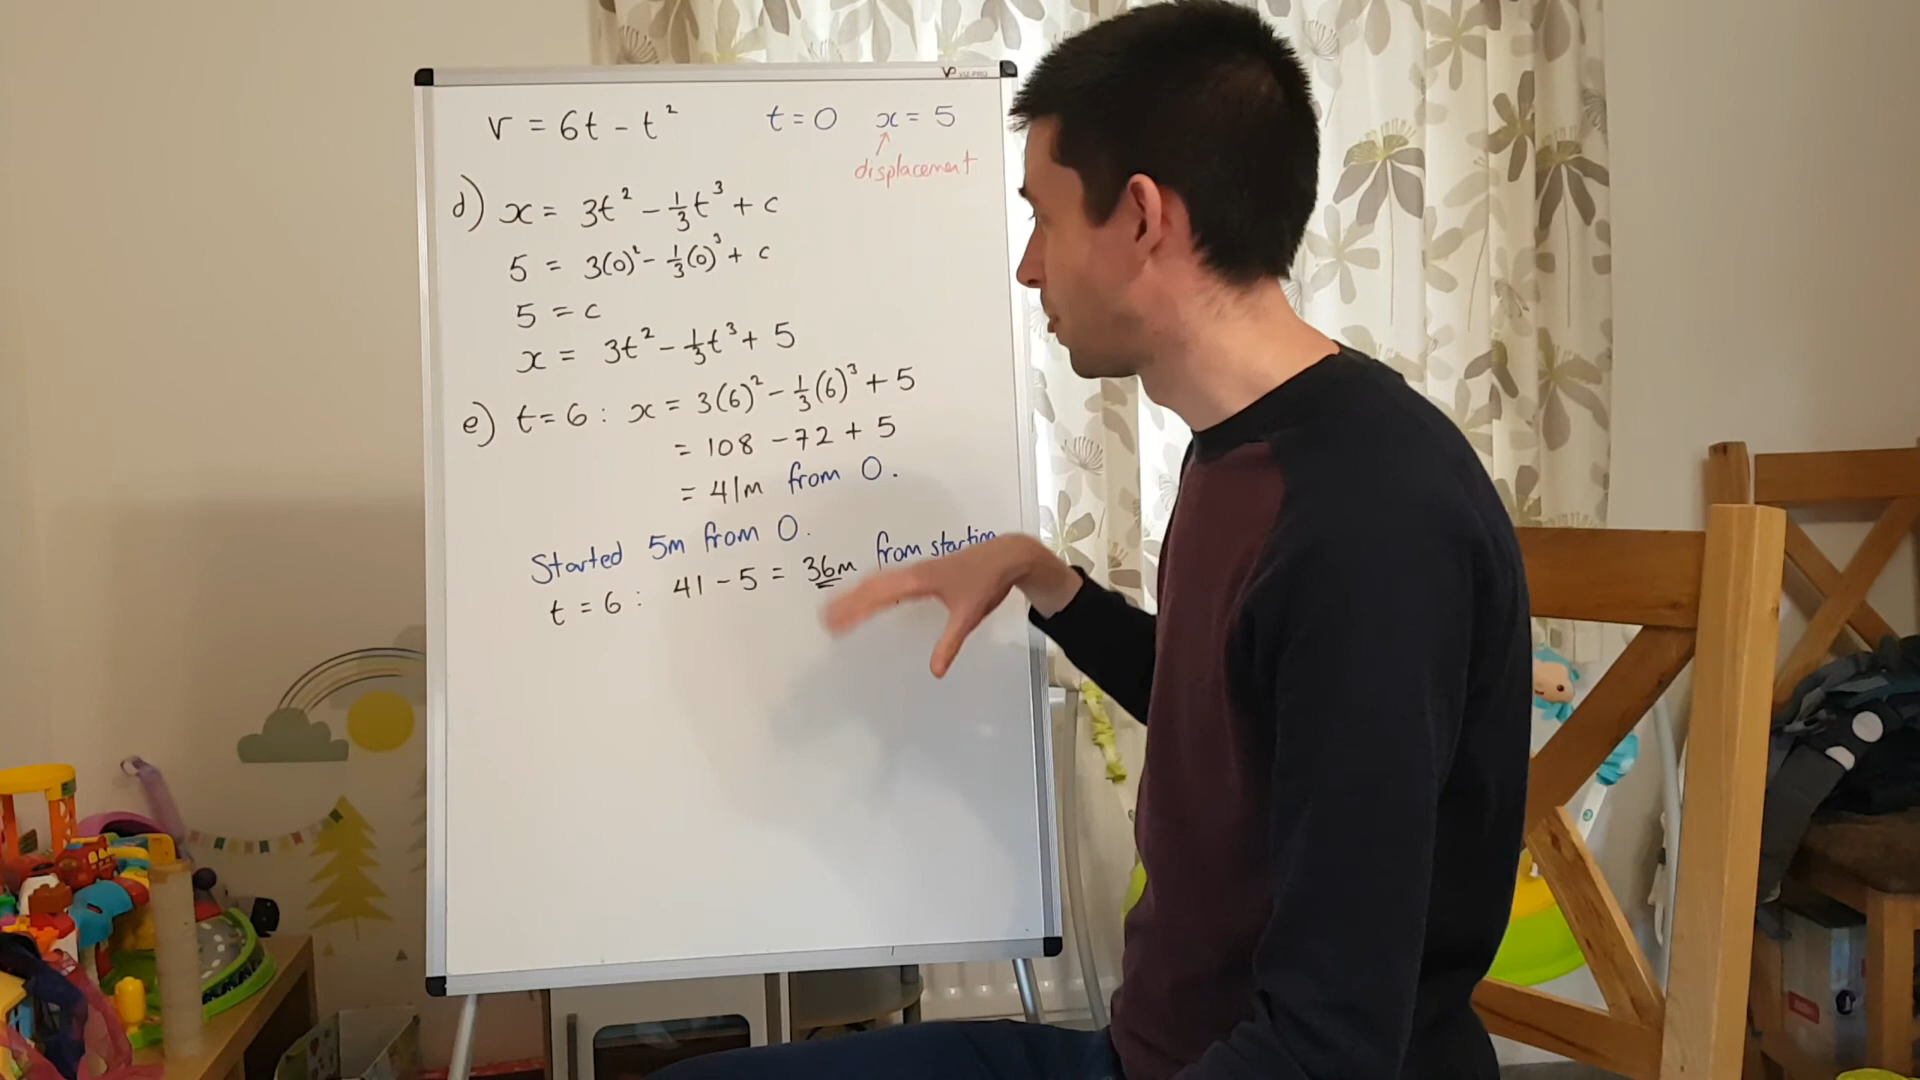 VIZ-PRO
v = 6t - t² t = 0 x = 5
displacement
d) x = 3t² - ⅓t³ + c
5 = 3(0)² - ⅓(0)³ + c
5 = c
x = 3t² - ⅓t³ + 5
e) t = 6 : x = 3(6)² - ⅓(6)³ + 5
= 108 - 72 + 5
= 41m from O.
Started 5m from O.
t = 6 : 41 - 5 = 36m from starting